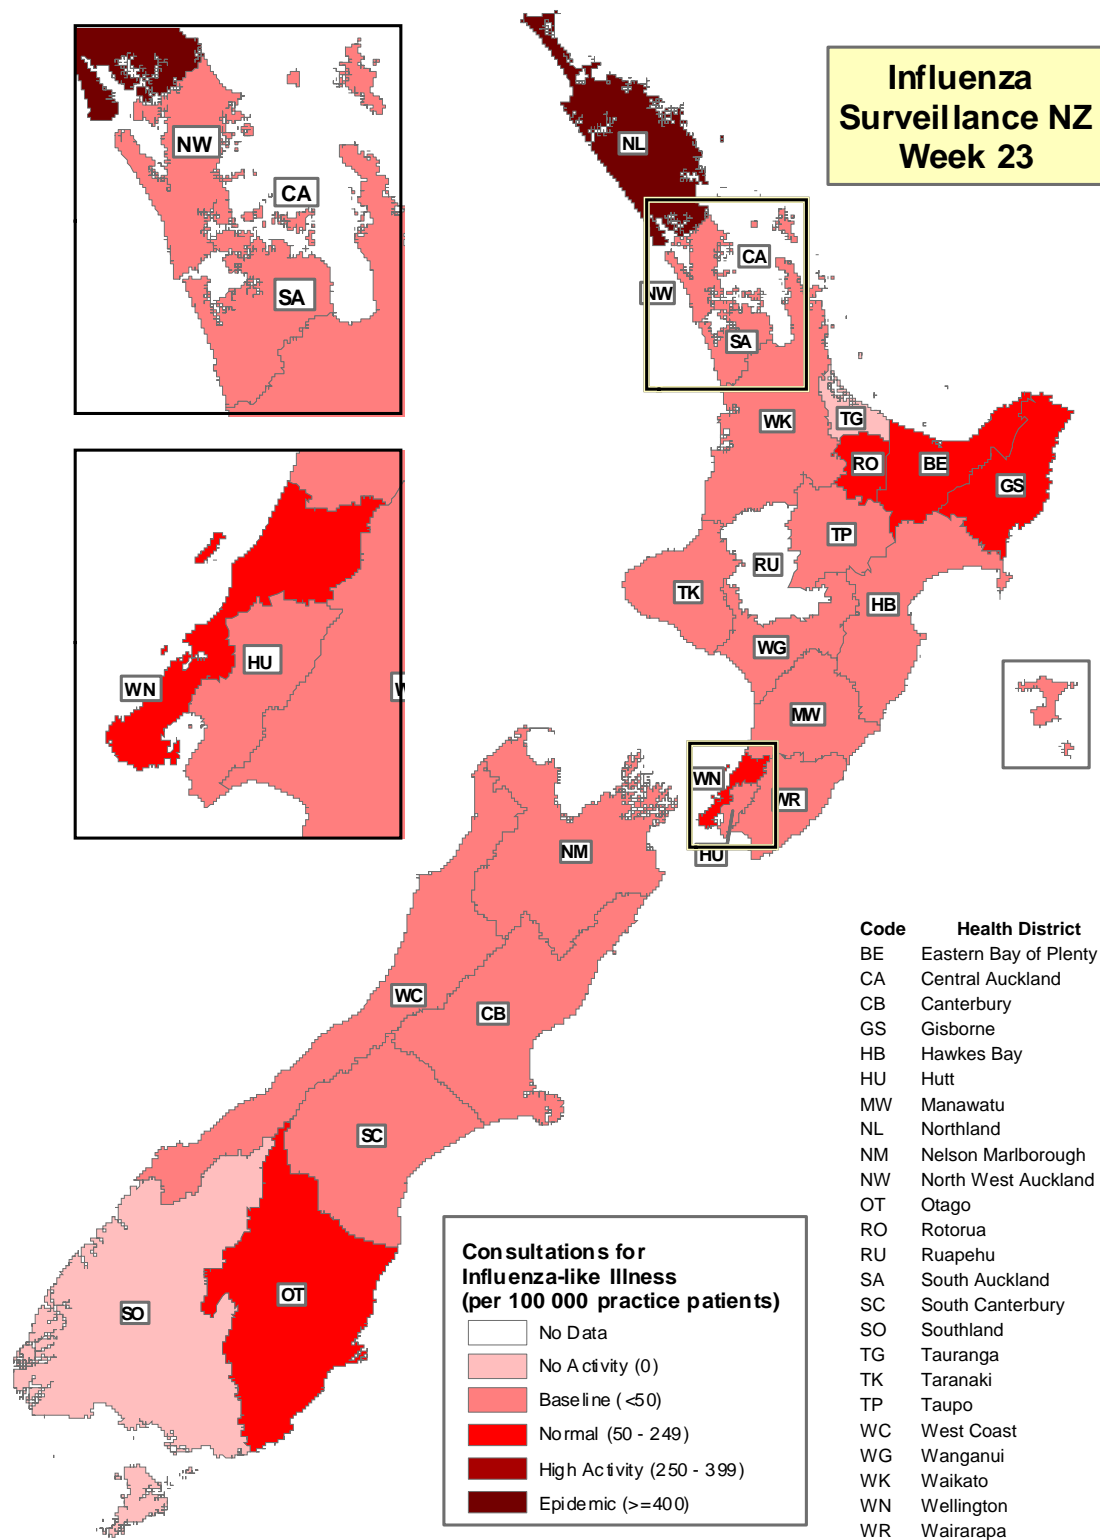 Influenza
Surveillance NZ
Week 23
NW
CA
SA
NL
CA
NW
SA
WK
TG
RO
BE
GS
TP
RU
TK
HB
WG
MW
WN
WR
HU
HU
WN
W
NM
WC
CB
SC
OT
SO
Code Health District
BE Eastern Bay of Plenty
CA Central Auckland
CB Canterbury
GS Gisborne
HB Hawkes Bay
HU Hutt
MW Manawatu
NL Northland
NM Nelson Marlborough
NW North West Auckland
OT Otago
RO Rotorua
RU Ruapehu
SA South Auckland
SC South Canterbury
SO Southland
TG Tauranga
TK Taranaki
TP Taupo
WC West Coast
WG Wanganui
WK Waikato
WN Wellington
WR Wairarapa
Consultations for
Influenza-like Illness
(per 100 000 practice patients)
No Data
No Activity (0)
Baseline (<50)
Normal (50 - 249)
High Activity (250 - 399)
Epidemic (>=400)